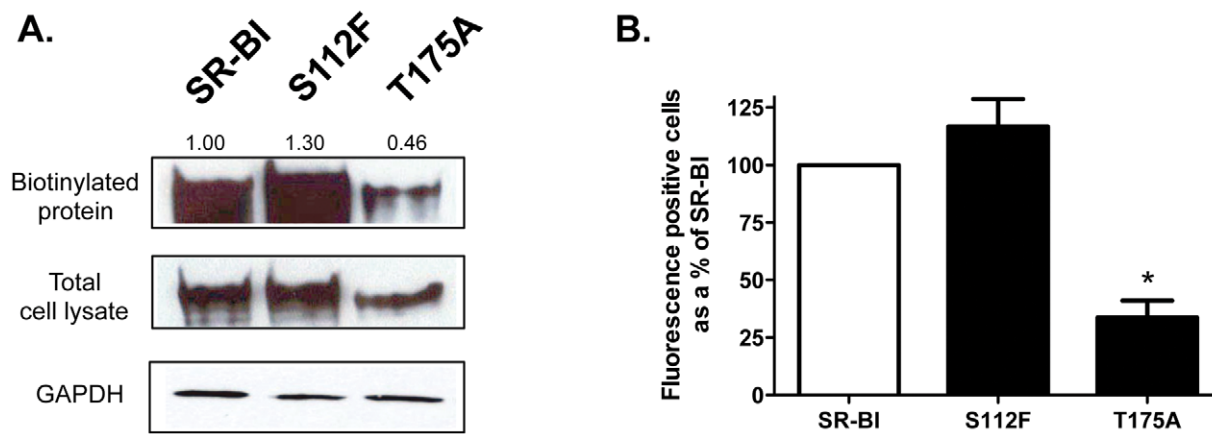 A.
SR-BI
S112F
T175A
1.00
1.30
0.46
Biotinylated
protein
Total
cell lysate
GAPDH
B.
Fluorescence positive cells
as a % of SR-BI
125
100
75
50
25
0
*
SR-BI
S112F
T175A